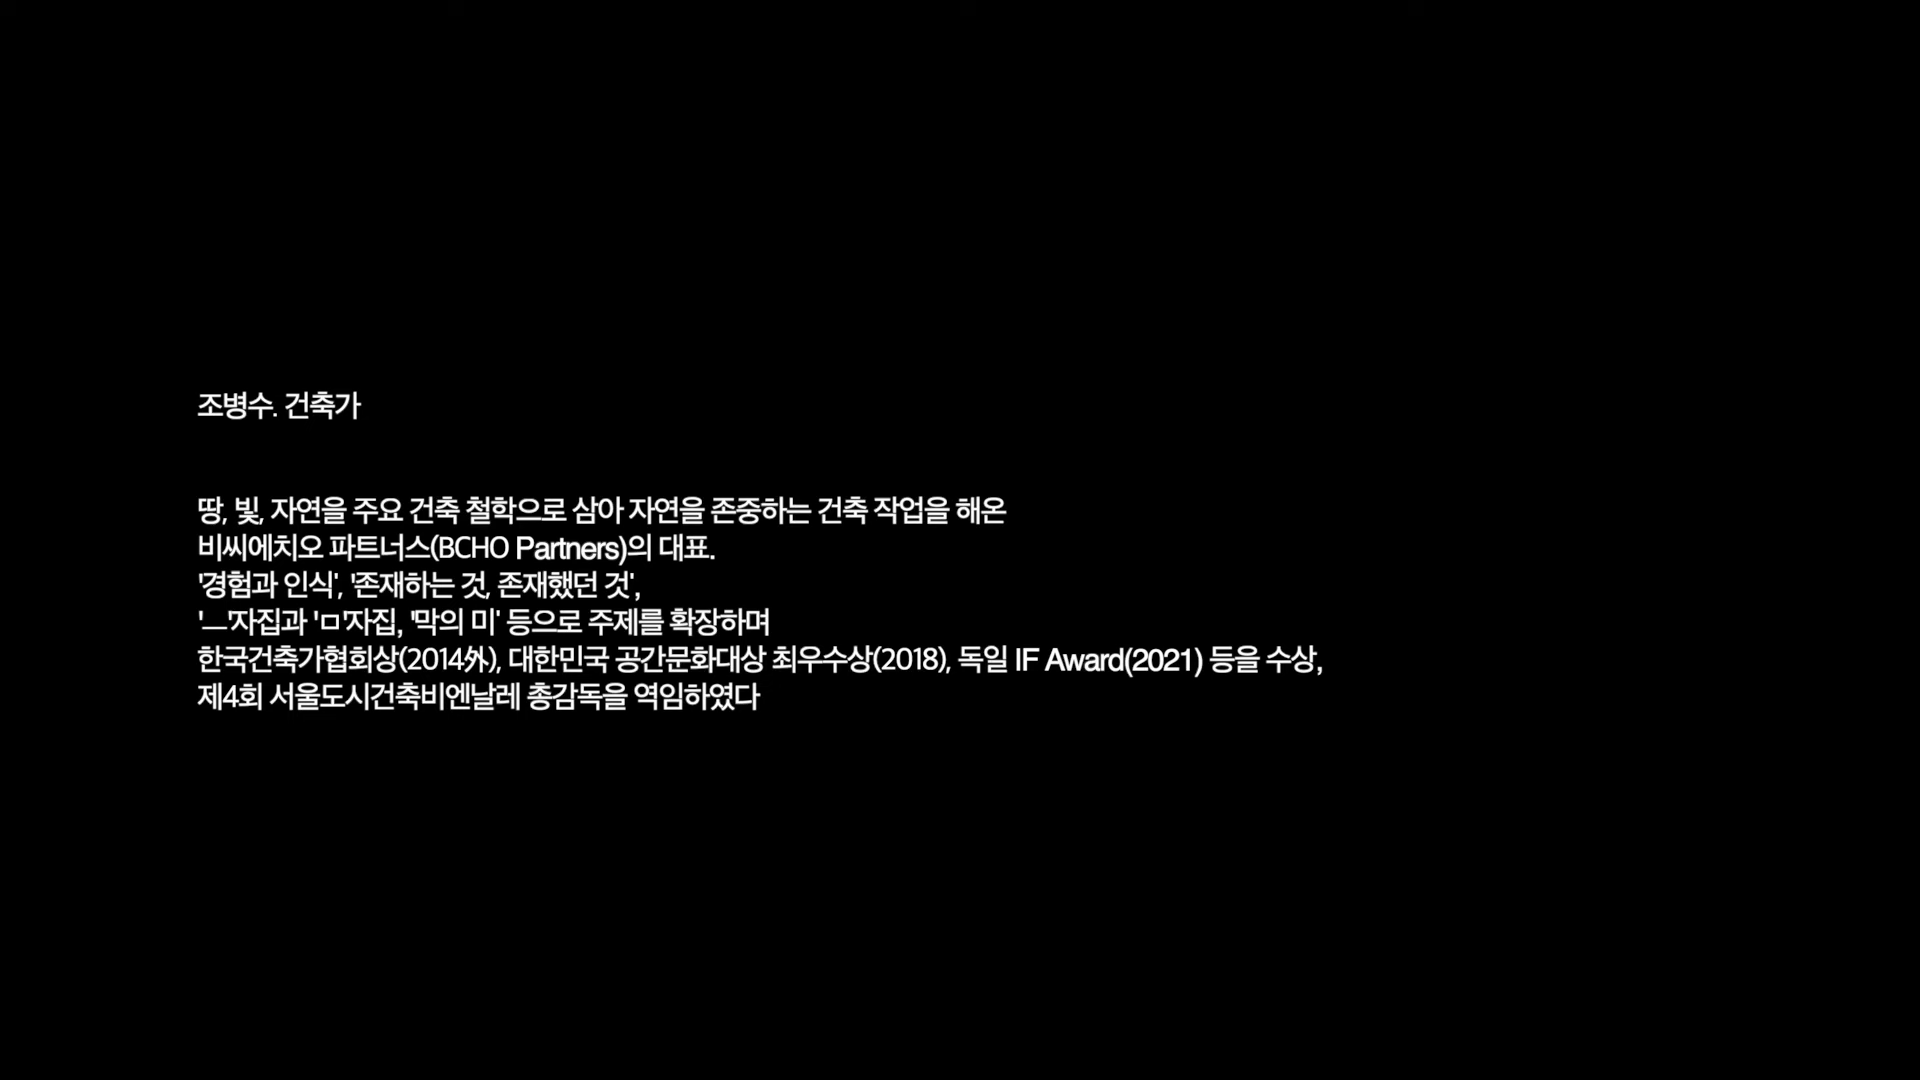 조병수. 건축가
땅, 빛, 자연을 주요 건축 철학으로 삼아 자연을 존중하는 건축 작업을 해온
비씨에치오 파트너스(BCHO Partners)의 대표.
'경험과 인식', '존재하는 것, 존재했던 것',
'ㅡ'자집과 'ㅁ'자집, '막의 미' 등으로 주제를 확장하며
한국건축가협회상(2014外), 대한민국 공간문화대상 최우수상(2018), 독일 IF Award(2021) 등을 수상,
제4회 서울도시건축비엔날레 총감독을 역임하였다